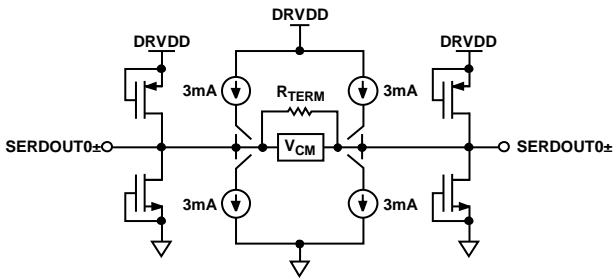 DRVDD
DRVDD
DRVDD
3mA
RTERM
3mA
SERDOUT0±
VCM
SERDOUT0±
3mA
3mA